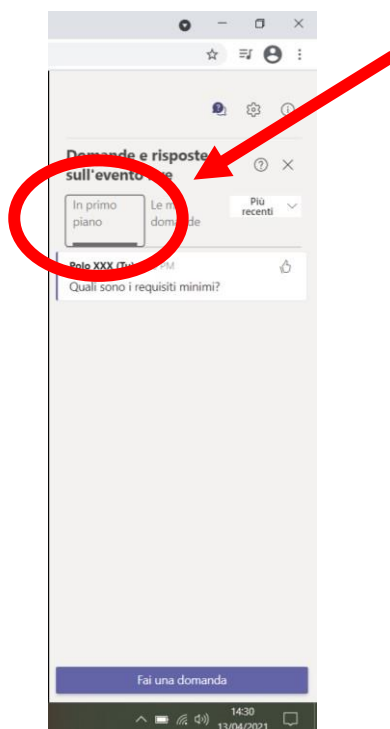 Domande e risposte
sull'evento
In primo
piano
Le
Più
recenti
Polo XXX (Tu) PM
Quali sono i requisiti minimi?
Fai una domanda
14:30
13/04/2021